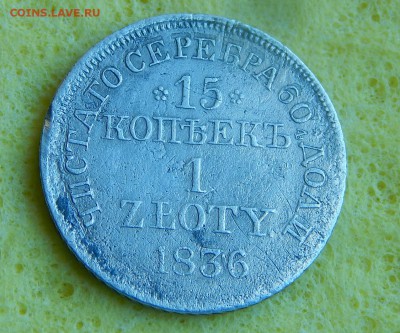 COINS.LAVE.RU
ЧИСТАГО СЕРЕБРА 60 ДОЛИ
* 15 *
КОПѢЕКЪ
1
ZŁOTY.
1836